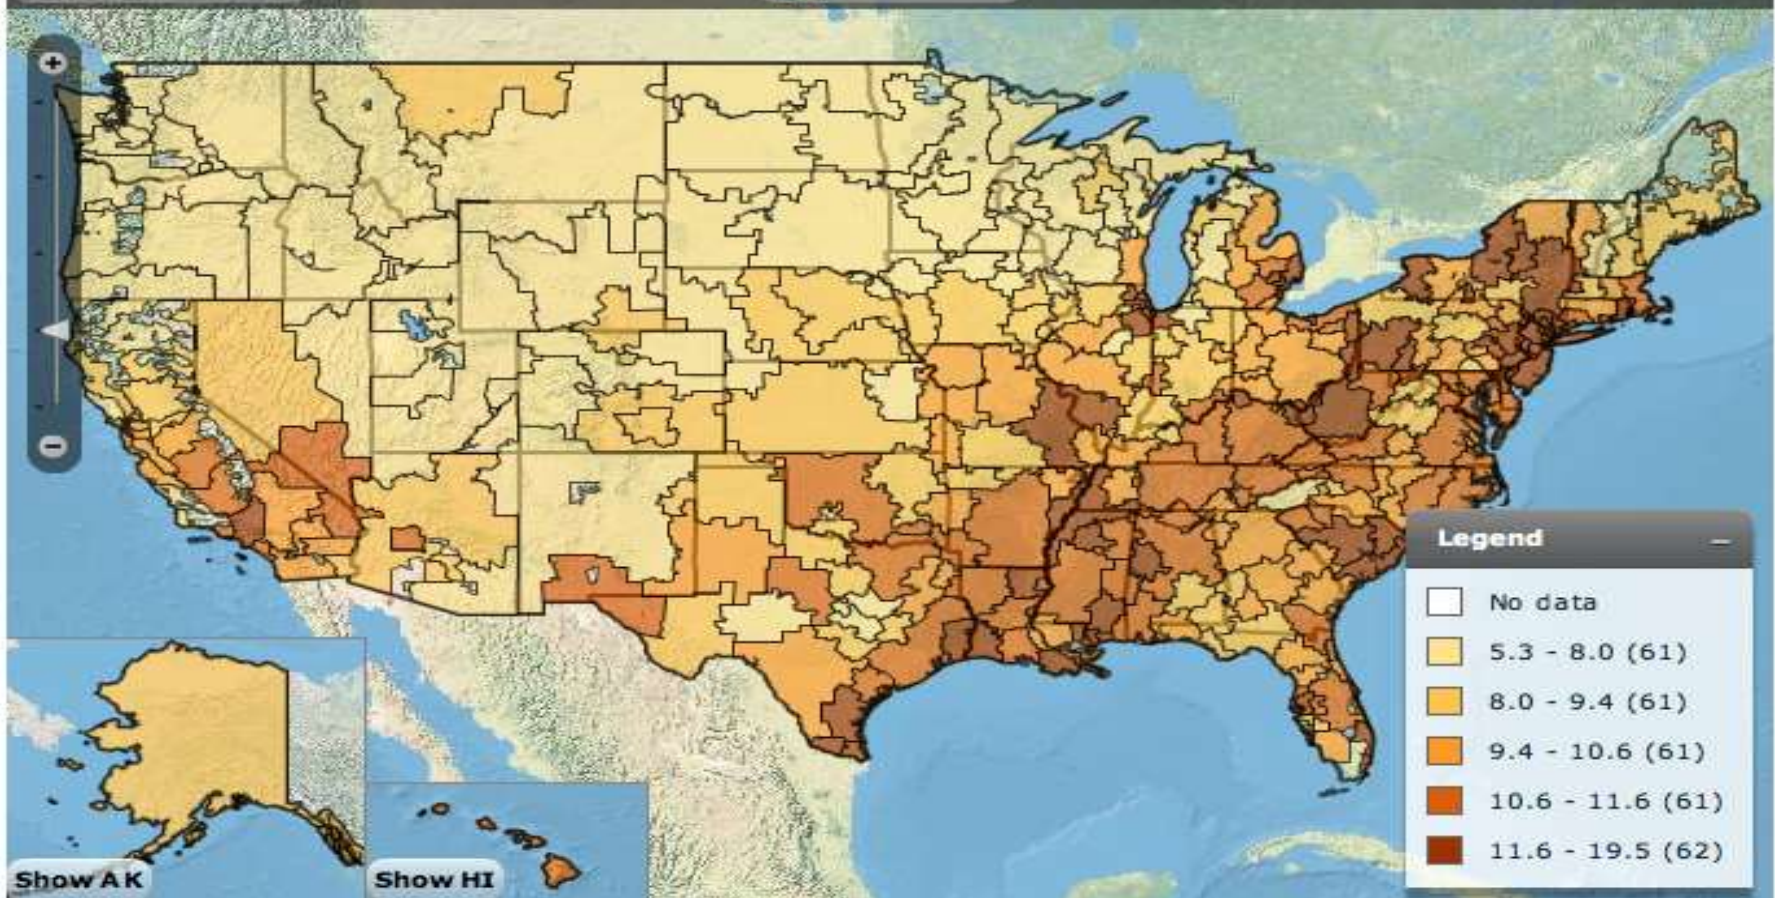 +
−
Legend −
No data
5.3 - 8.0 (61)
8.0 - 9.4 (61)
9.4 - 10.6 (61)
10.6 - 11.6 (61)
11.6 - 19.5 (62)
Show AK
Show HI